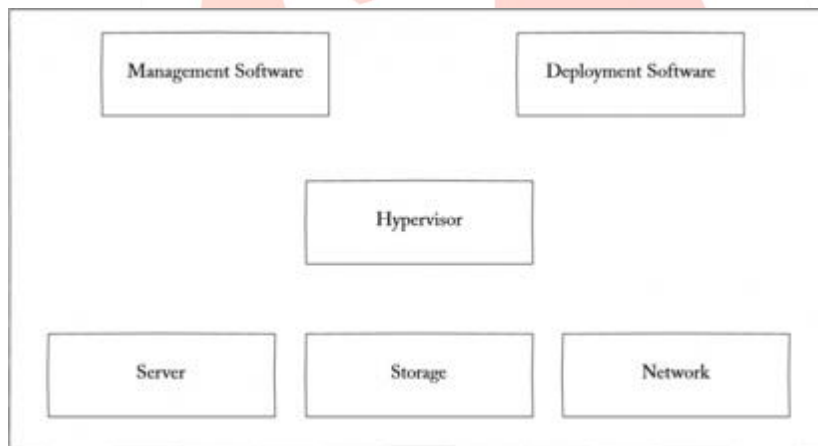 Management Software
Deployment Software
Hypervisor
Server
Storage
Network